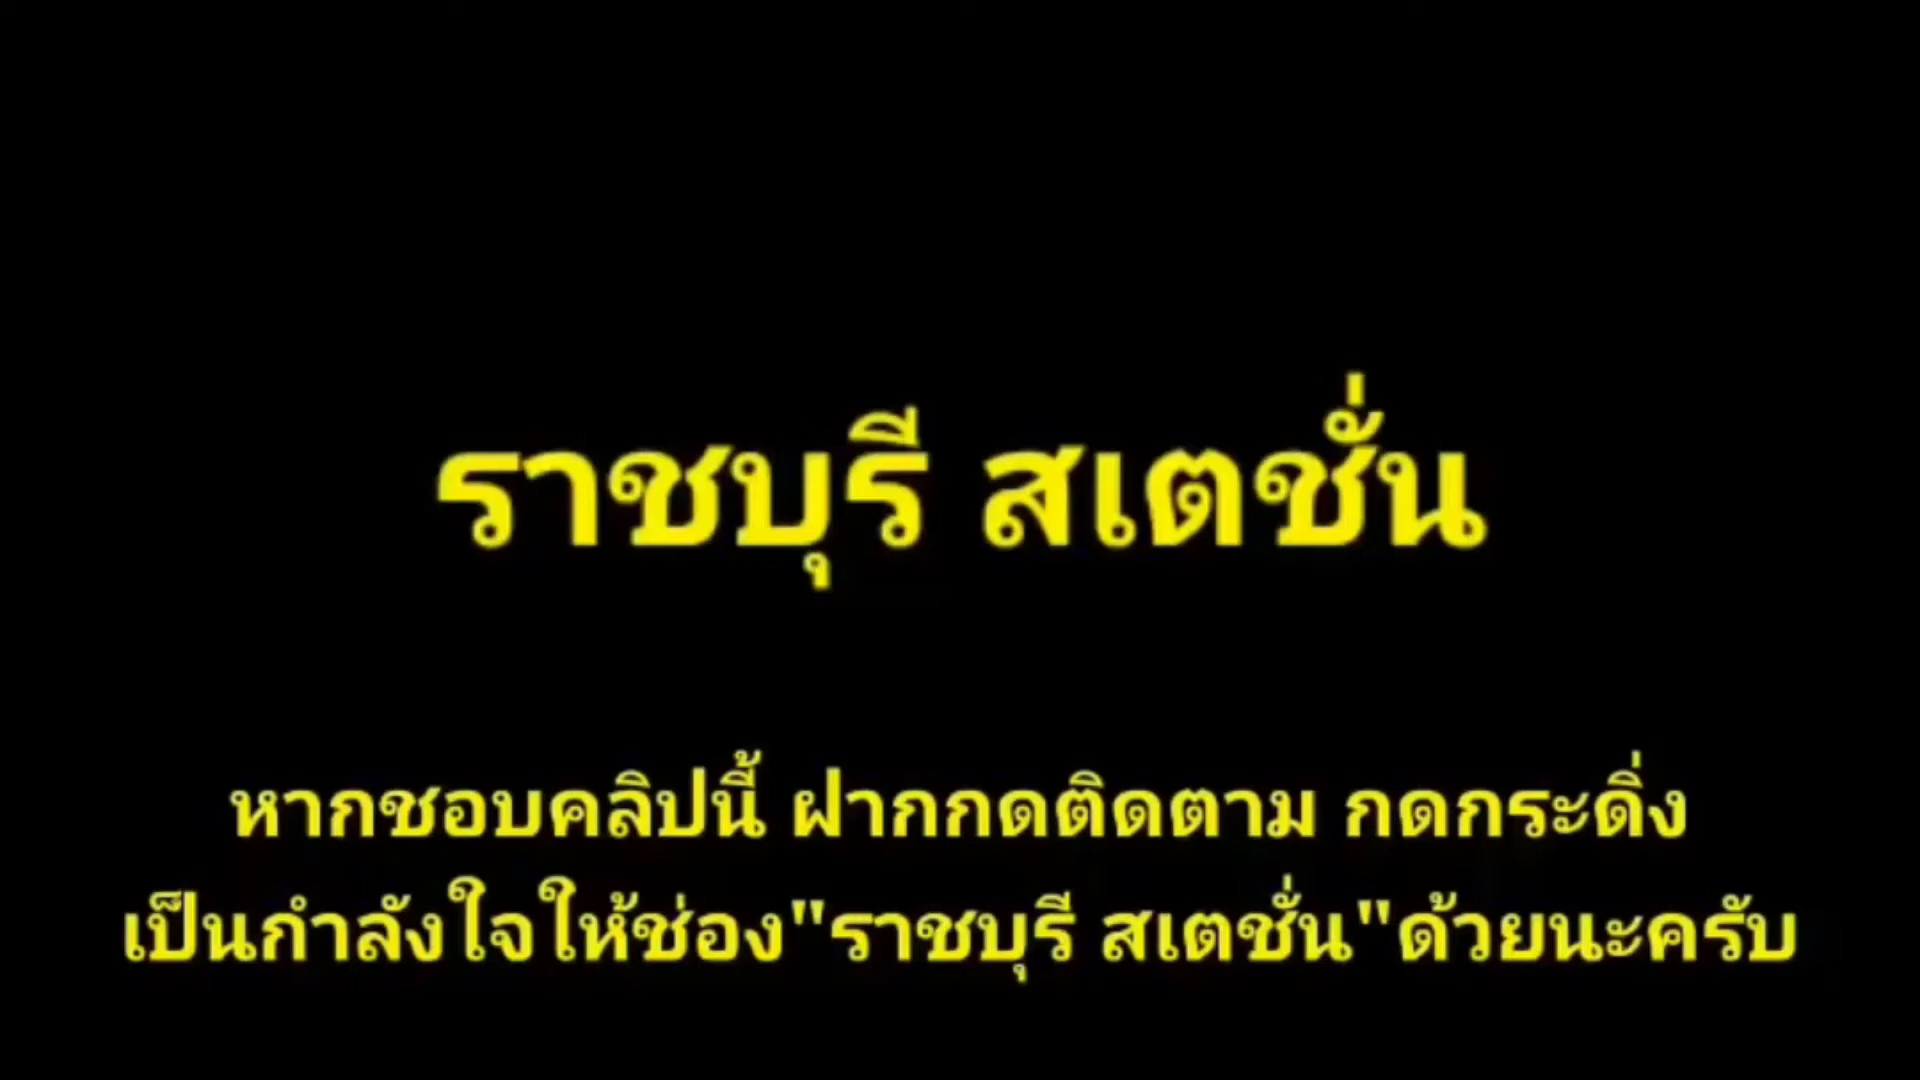 ราชบุรี สเตชั่น
หากชอบคลิปนี้ ฝากกดติดตาม กดกระดิ่ง
เป็นกำลังใจให้ช่อง"ราชบุรี สเตชั่น"ด้วยนะครับ